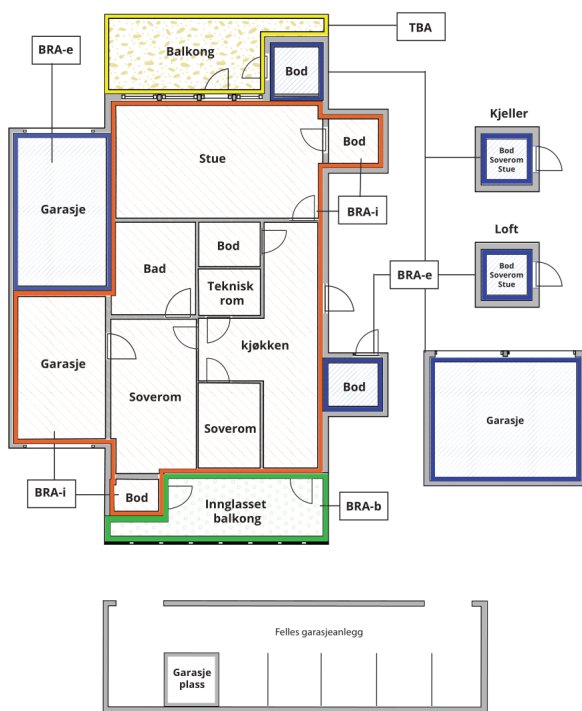 TBA
BRA-e
Balkong
Bod
Kjeller
Stue
Bod
Bod
Soverom
Stue
Garasje
BRA-i
Loft
Bod
Bad
Teknisk
rom
BRA-e
Bod
Soverom
Stue
kjøkken
Garasje
Bod
Soverom
Soverom
Garasje
BRA-i
Bod
Innglasset
balkong
BRA-b
Felles garasjeanlegg
Garasje
plass